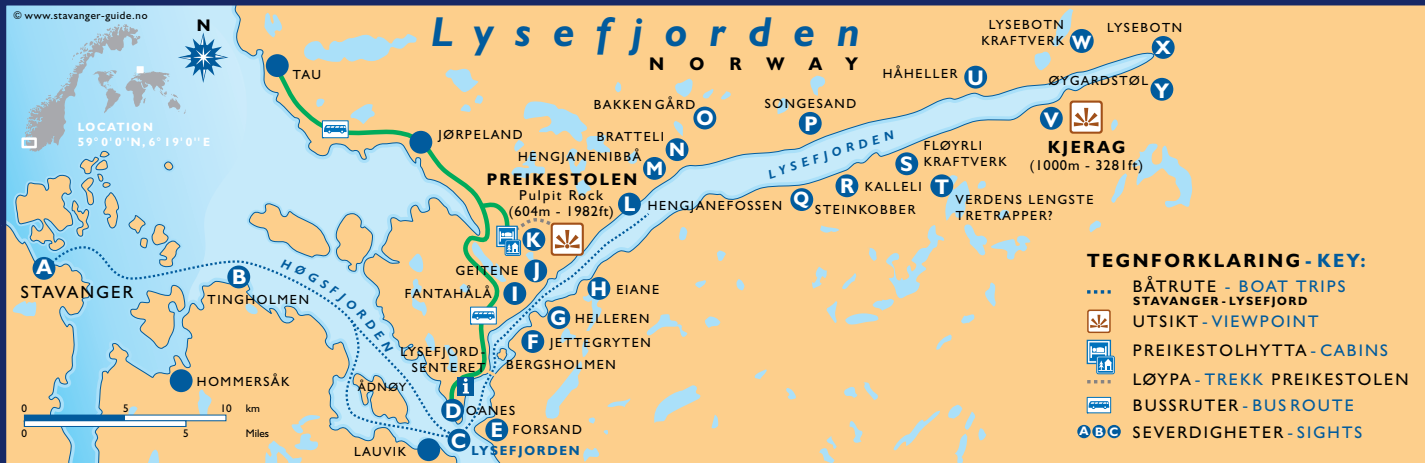 © www.stavanger-guide.no
N
Lysefjorden
NORWAY
LOCATION
59°0'0''N, 6°19'0''E
TAU
JØRPELAND
BAKKENGÅRD
O
SONGESAND
P
HÅHELLER
U
LYSEBOTN
KRAFTVERK
W
LYSEBOTN
X
ØYGARDSTØL
Y
V
KJERAG
(1000m - 3281ft)
BRATTELI
N
HENGJANENIBBÅ
M
PREIKESTOLEN
Pulpit Rock
(604m - 1982ft)
L
HENGJANEFOSSEN
LYSEFJORDEN
Q
STEINKOBBER
R
KALLELI
S
FLØYRLI
KRAFTVERK
T
VERDENS LENGSTE
TRETRAPPER?
K
GEITENE
J
FANTAHÅLÅ
I
H
EIANE
G
HELLEREN
F
JETTEGRYTEN
BERGSHOLMEN
LYSEFJORD-
SENTERET
i
A
STAVANGER
B
TINGHOLMEN
HØGSFJORDEN
HOMMERSÅK
ÅDNØY
D
OANES
E
FORSAND
C
LYSEFJORDEN
LAUVIK
0 5 10 km
0 5 Miles
TEGNFORKLARING - KEY:
BÅTRUTE - BOAT TRIPS
STAVANGER - LYSEFJORD
UTSIKT - VIEWPOINT
PREIKESTOLHYTTA - CABINS
LØYPA - TREKK PREIKESTOLEN
BUSSRUTER - BUS ROUTE
ABC SEVERDIGHETER - SIGHTS